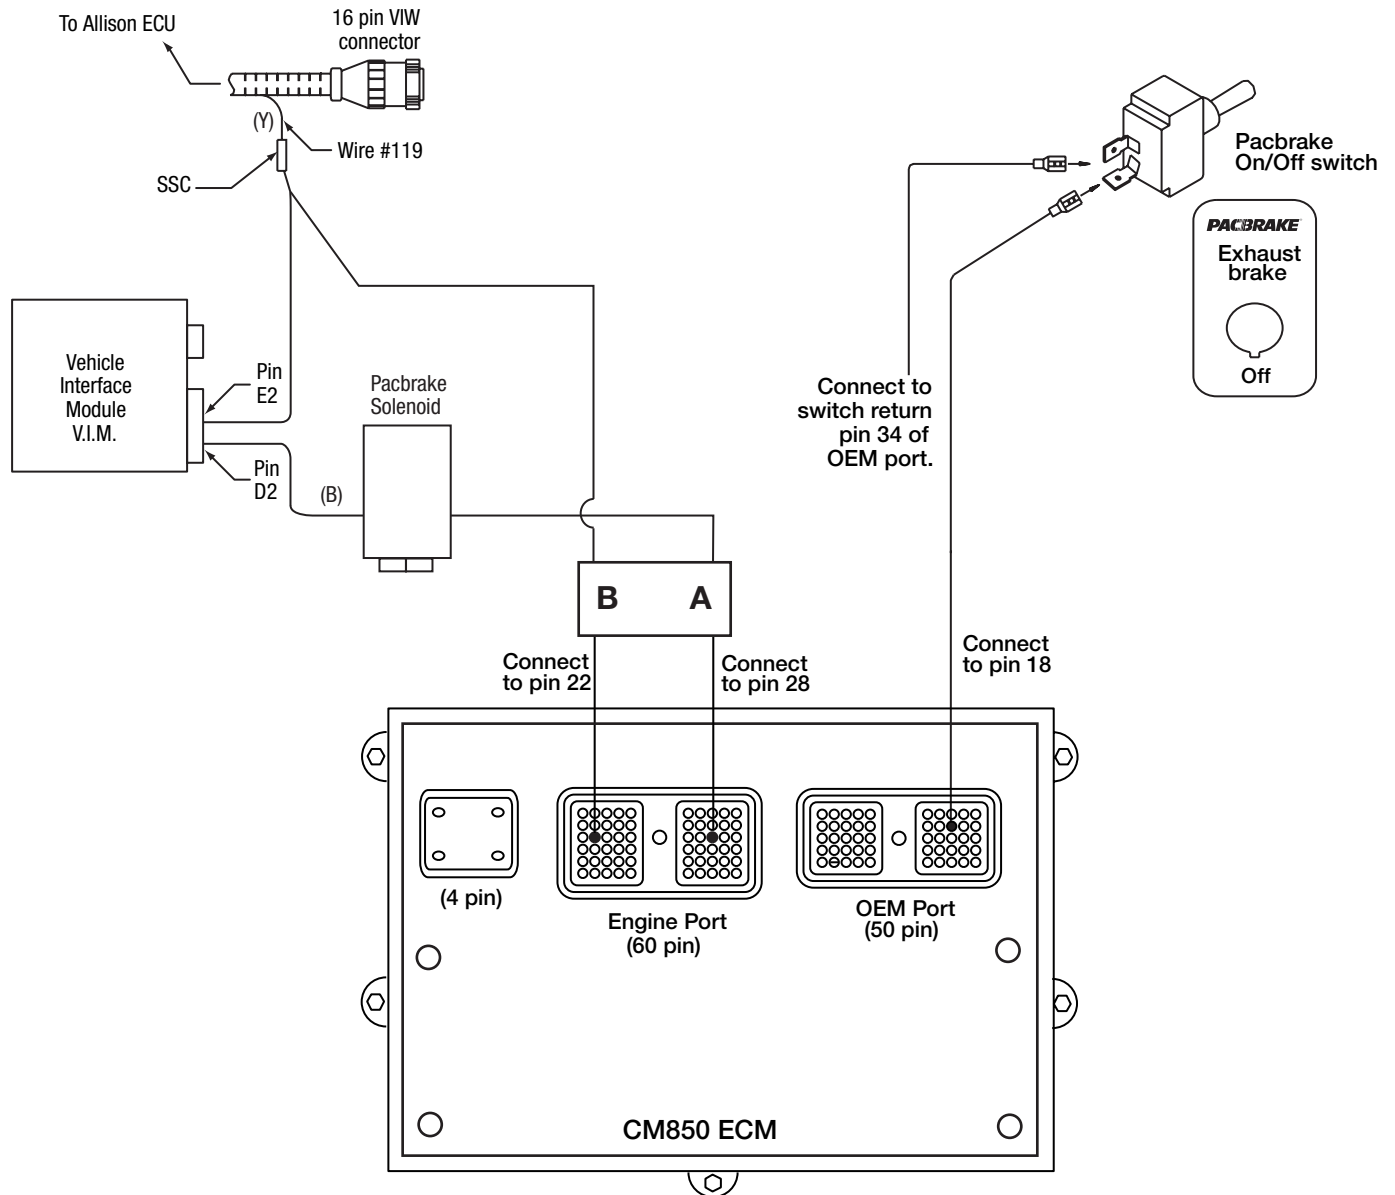 To Allison ECU
16 pin VIW
connector
(Y)
Wire #119
SSC
Pacbrake
On/Off switch
PACBRAKE
Exhaust
brake
Off
Vehicle
Interface
Module
V.I.M.
Pin
E2
Pin
D2
(B)
Pacbrake
Solenoid
Connect to
switch return
pin 34 of
OEM port.
B
A
Connect
to pin 22
Connect
to pin 28
Connect
to pin 18
(4 pin)
Engine Port
(60 pin)
OEM Port
(50 pin)
CM850 ECM